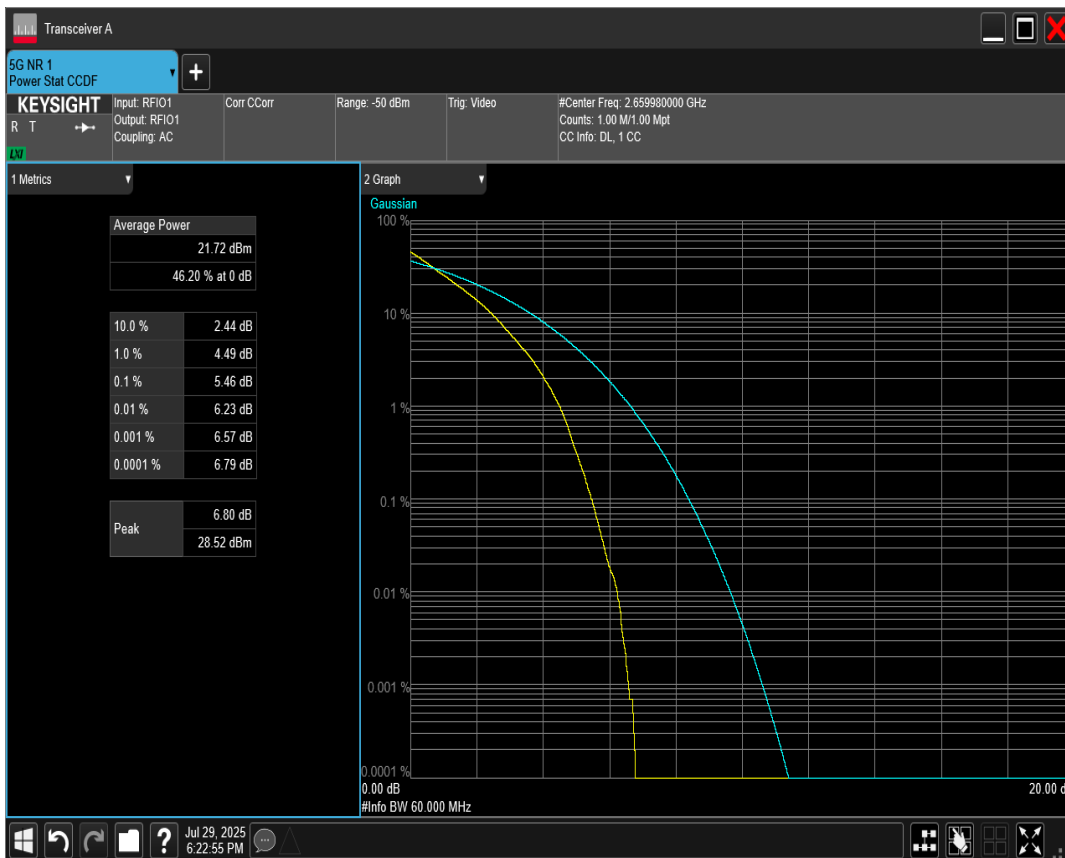 Transceiver A
5G NR 1
Power Stat CCDF
+
KEYSIGHT
R T
LXI
Input: RFIO1
Output: RFIO1
Coupling: AC
Corr CCorr
Range: -50 dBm
Trig: Video
#Center Freq: 2.659980000 GHz
Counts: 1.00 M/1.00 Mpt
CC Info: DL, 1 CC
1 Metrics
Average Power
21.72 dBm
46.20 % at 0 dB
10.0 % 2.44 dB
1.0 % 4.49 dB
0.1 % 5.46 dB
0.01 % 6.23 dB
0.001 % 6.57 dB
0.0001 % 6.79 dB
Peak
6.80 dB
28.52 dBm
2 Graph
Gaussian
100 %
10 %
1 %
0.1 %
0.01 %
0.001 %
0.0001 %
0.00 dB 20.00 d
#Info BW 60.000 MHz
?
Jul 29, 2025
6:22:55 PM